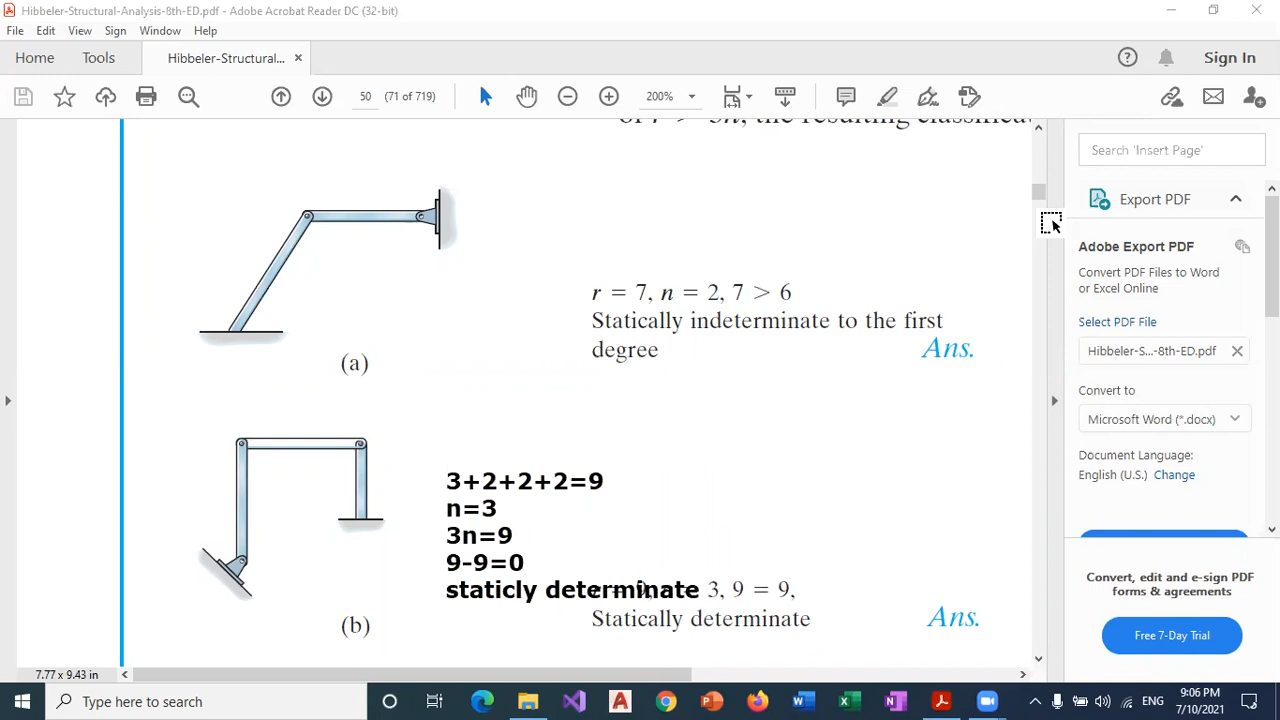 Hibbeler-Structural-Analysis-8th-ED.pdf - Adobe Acrobat Reader DC (32-bit)
File Edit View Sign Window Help
Home Tools Hibbeler-Structural... × Sign In
50 (71 of 719) 200%
the resulting
Search 'Insert Page'
Export PDF
Adobe Export PDF
Convert PDF Files to Word
or Excel Online
Select PDF File
Hibbeler-S...-8th-ED.pdf
Convert to
Microsoft Word (*.docx)
Document Language:
English (U.S.) Change
Convert, edit and e-sign PDF
forms & agreements
Free 7-Day Trial
r = 7, n = 2, 7 > 6
Statically indeterminate to the first
degree Ans.
(a)
3+2+2+2=9
n=3
3n=9
9-9=0
staticly determinate 3, 9 = 9,
Statically determinate Ans.
(b)
7.77 x 9.43 in
Type here to search
ENG
9:06 PM
7/10/2021